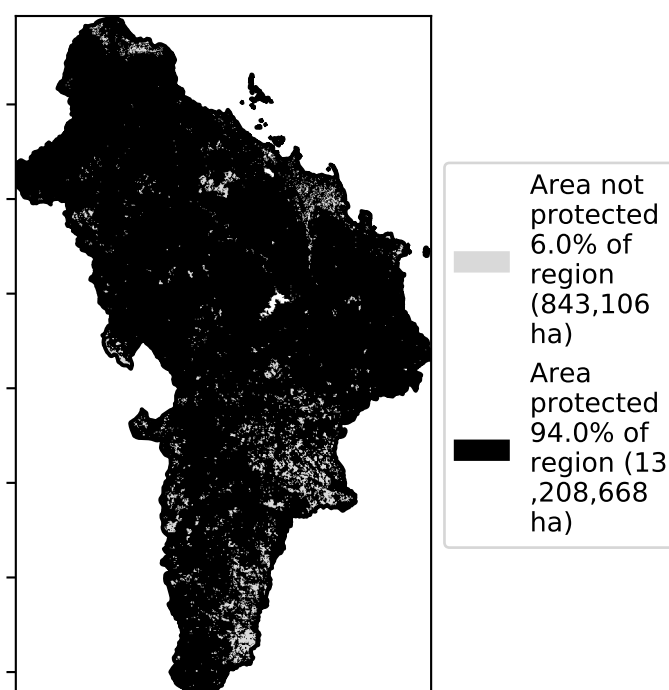 Area not
protected
6.0% of
region
(843,106
ha)
Area
protected
94.0% of
region (13
,208,668
ha)